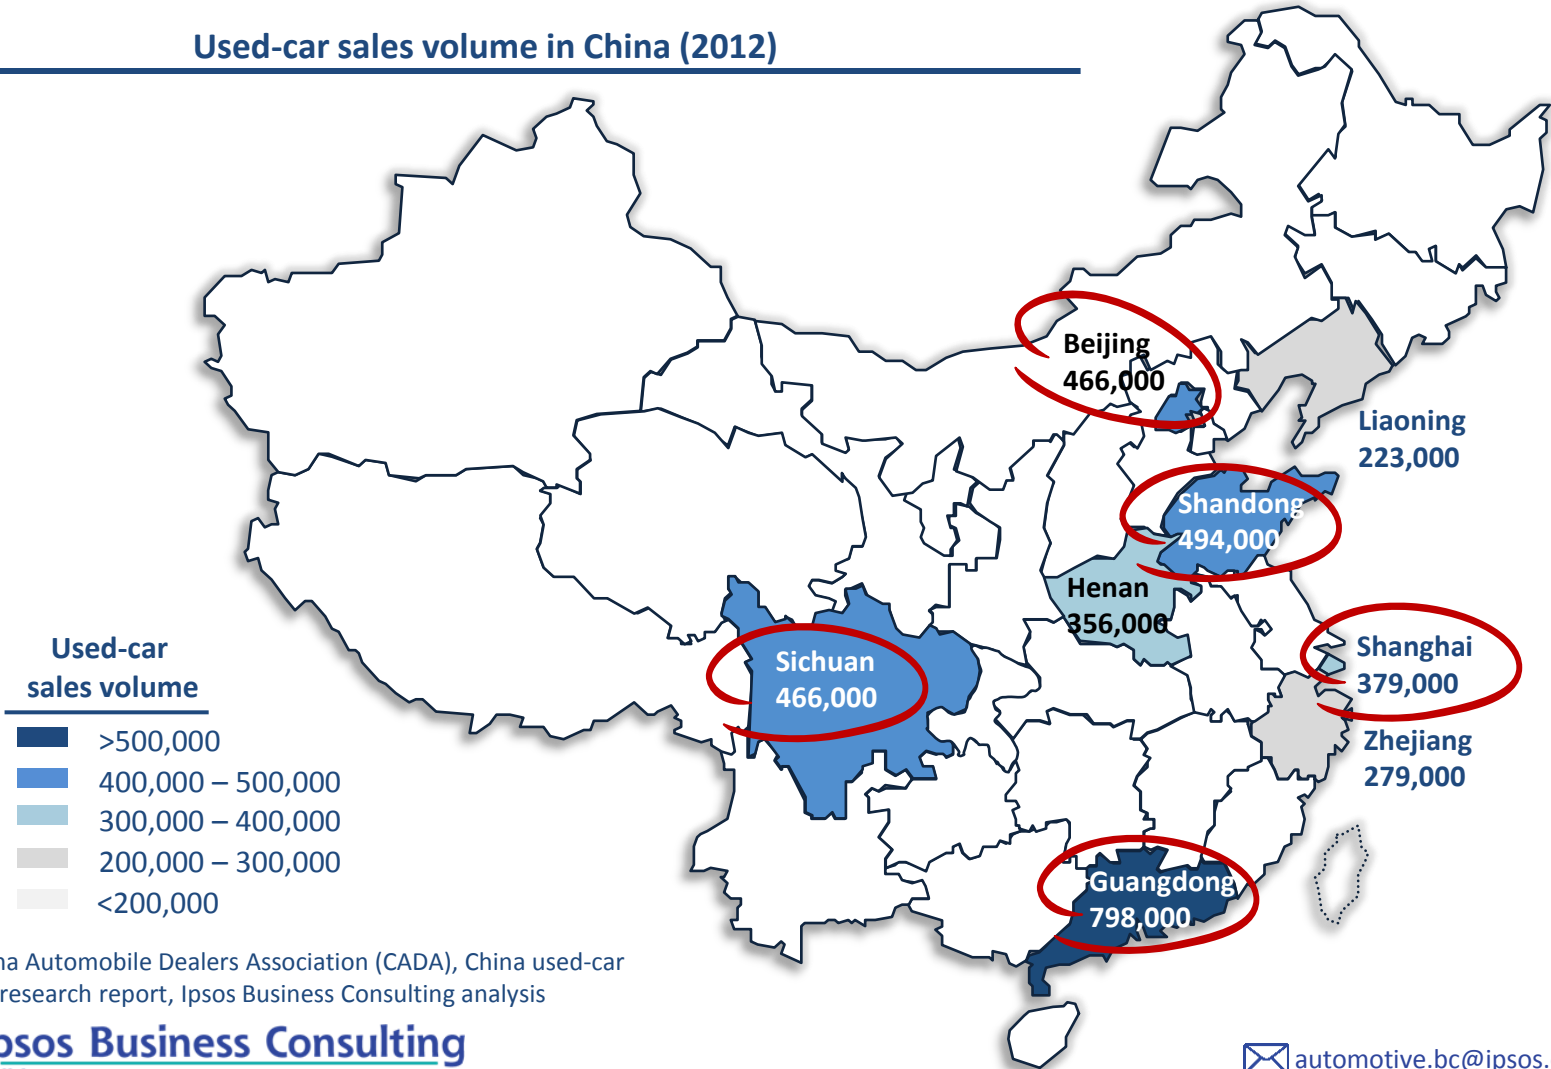 Used-car sales volume in China (2012)
Beijing
466,000
Liaoning
223,000
Shandong
494,000
Henan
356,000
Shanghai
379,000
Sichuan
466,000
Zhejiang
279,000
Guangdong
798,000
Used-car
sales volume
>500,000
400,000 – 500,000
300,000 – 400,000
200,000 – 300,000
<200,000
na Automobile Dealers Association (CADA), China used-car
research report, Ipsos Business Consulting analysis
psos Business Consulting
automotive.bc@ipsos.